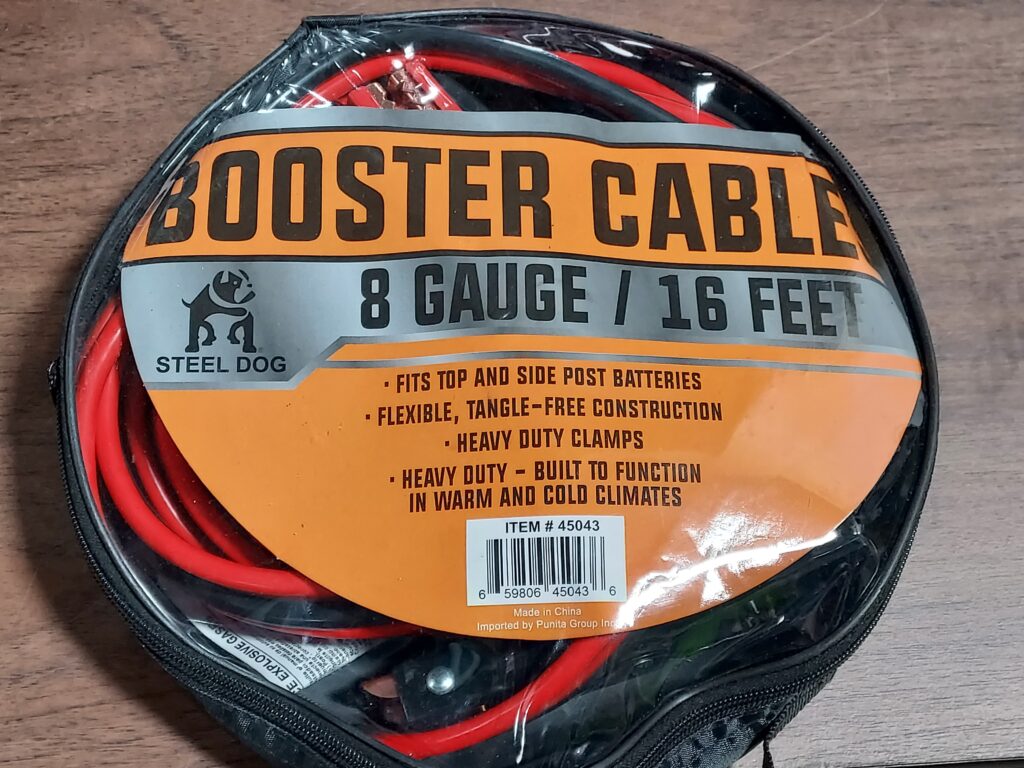 BOOSTER CABLE
8 GAUGE / 16 FEET
STEEL DOG
· FITS TOP AND SIDE POST BATTERIES
· FLEXIBLE, TANGLE-FREE CONSTRUCTION
· HEAVY DUTY CLAMPS
· HEAVY DUTY - BUILT TO FUNCTION
IN WARM AND COLD CLIMATES
ITEM # 45043
6 59806 45043 6
Made in China
Imported by Punita Group Inc
EXPLOSIVE GAS